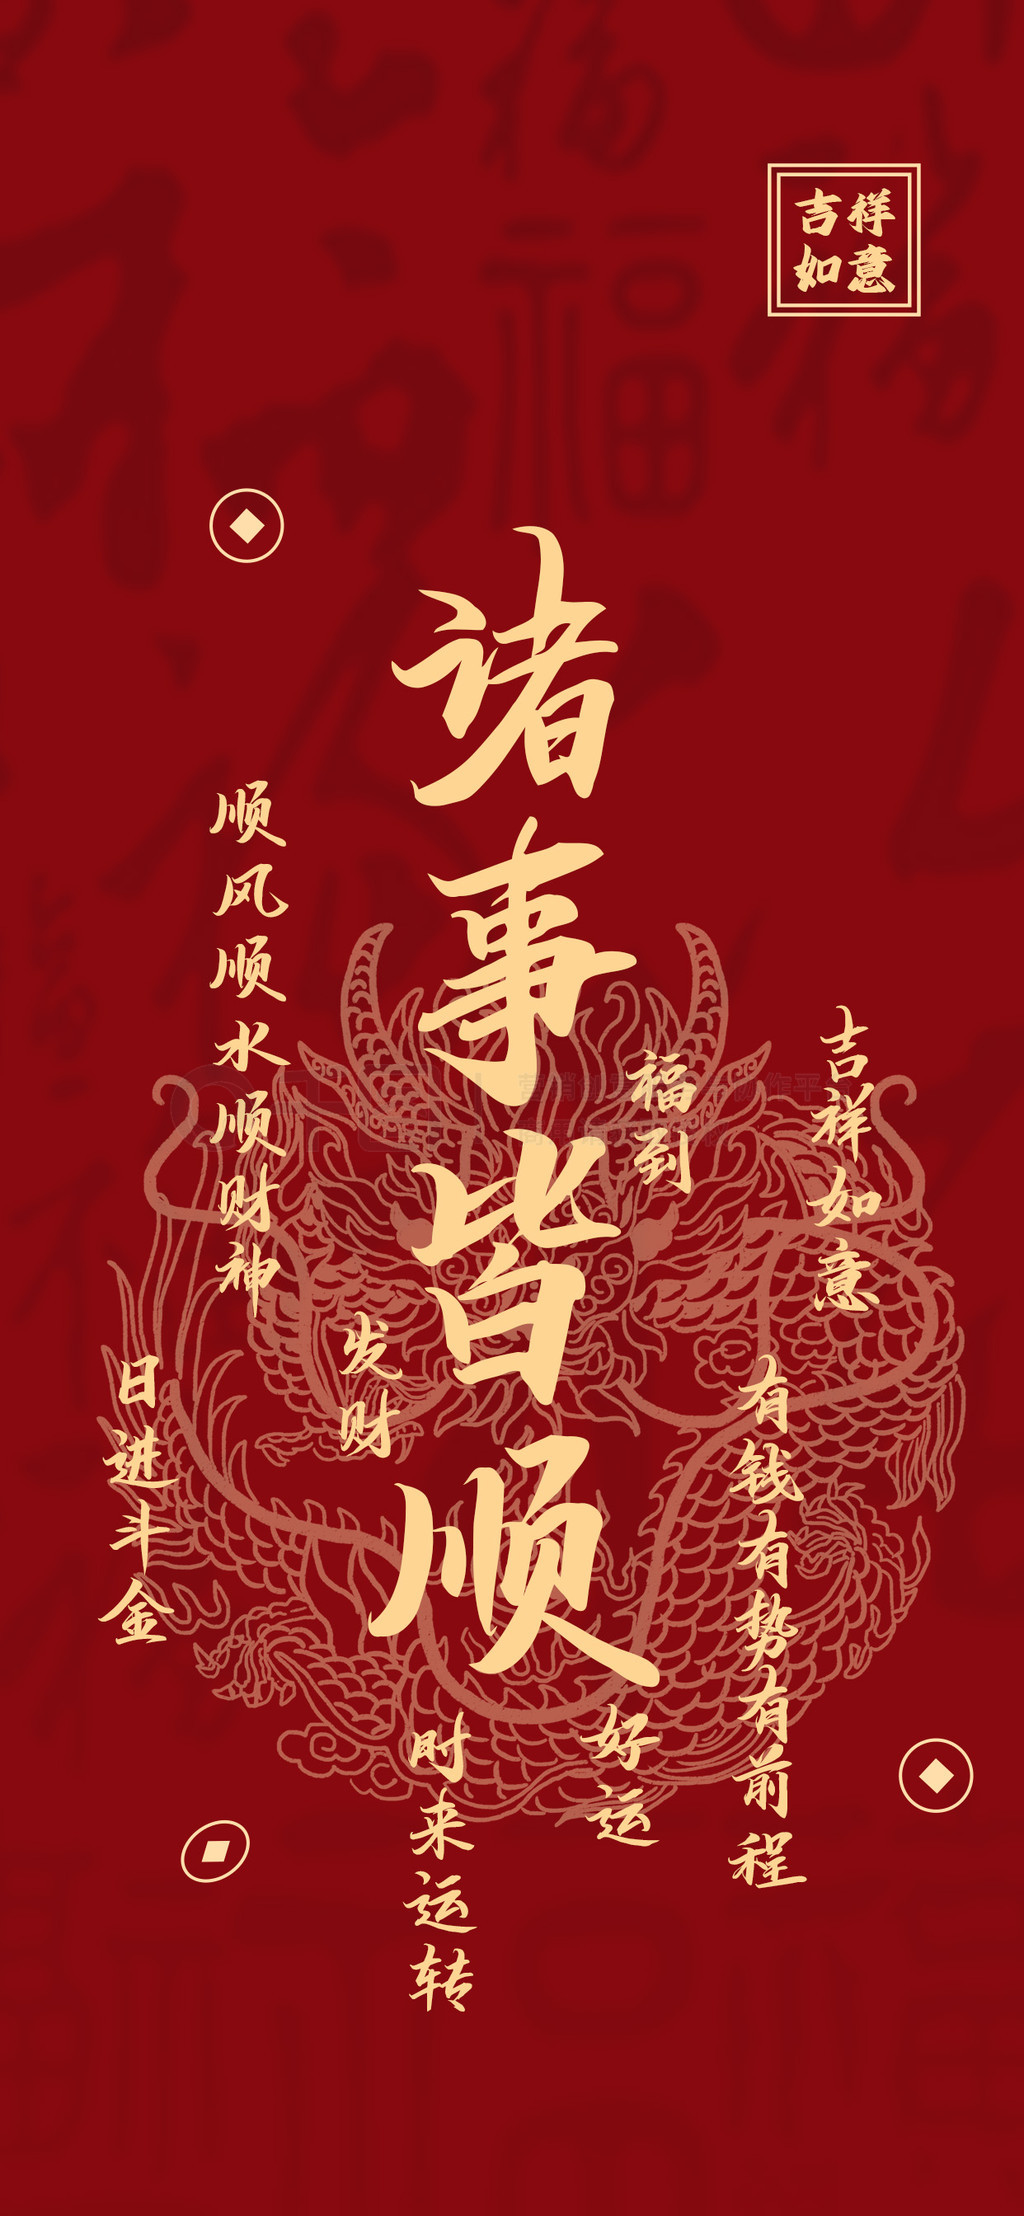 吉祥
如意
诸事皆顺
顺风顺水顺财神
吉祥如意
福到
发财
日进斗金
有钱有势有前程
好运
时来运转
福
福